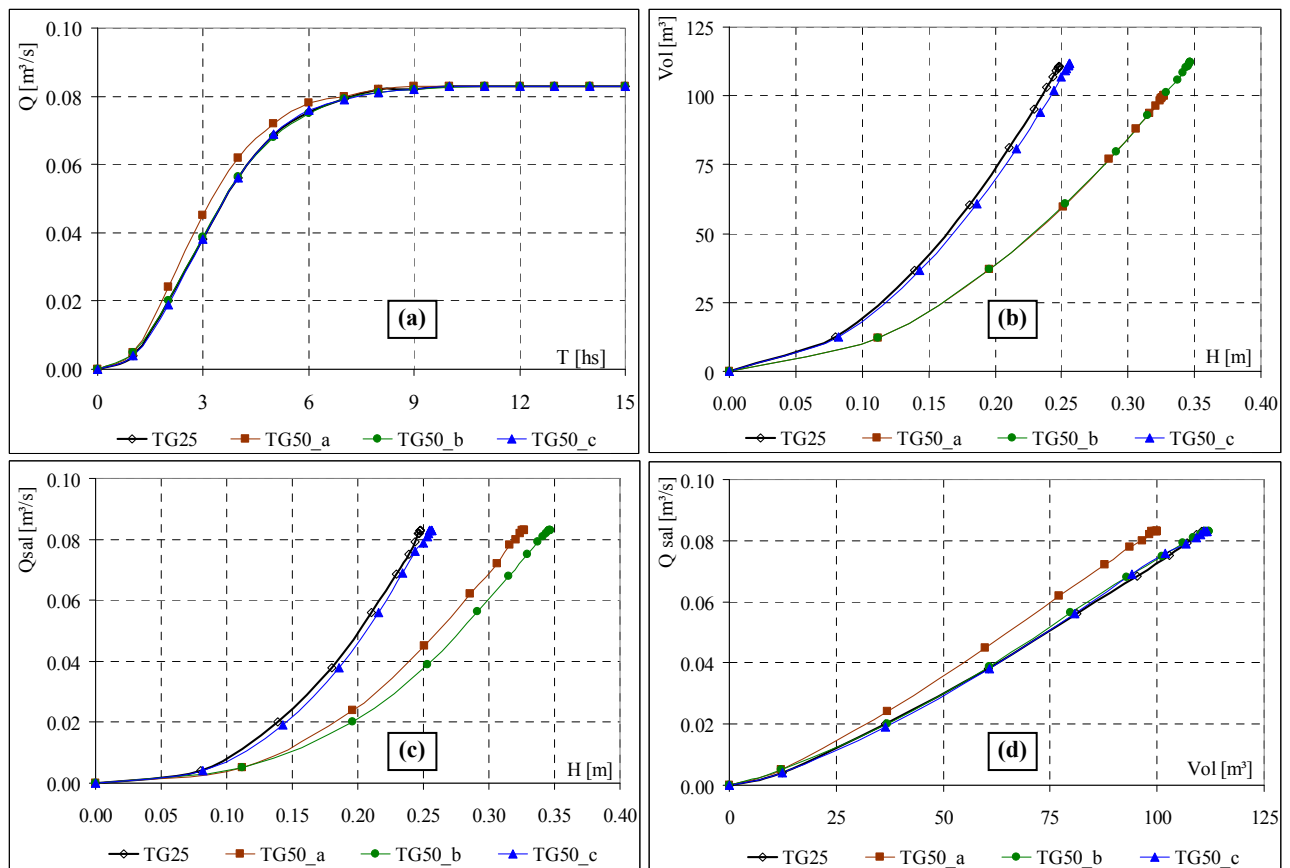 Q [m³/s]
0.10
0.08
0.06
0.04
0.02
0.00
(a)
T [hs]
0 3 6 9 12 15
TG25 TG50_a TG50_b TG50_c
Vol [m³]
125
100
75
50
25
0
(b)
H [m]
0.00 0.05 0.10 0.15 0.20 0.25 0.30 0.35 0.40
TG25 TG50_a TG50_b TG50_c
Qsal [m³/s]
0.10
0.08
0.06
0.04
0.02
0.00
(c)
H [m]
0.00 0.05 0.10 0.15 0.20 0.25 0.30 0.35 0.40
TG25 TG50_a TG50_b TG50_c
Q sal [m³/s]
0.10
0.08
0.06
0.04
0.02
0.00
(d)
Vol [m³]
0 25 50 75 100 125
TG25 TG50_a TG50_b TG50_c